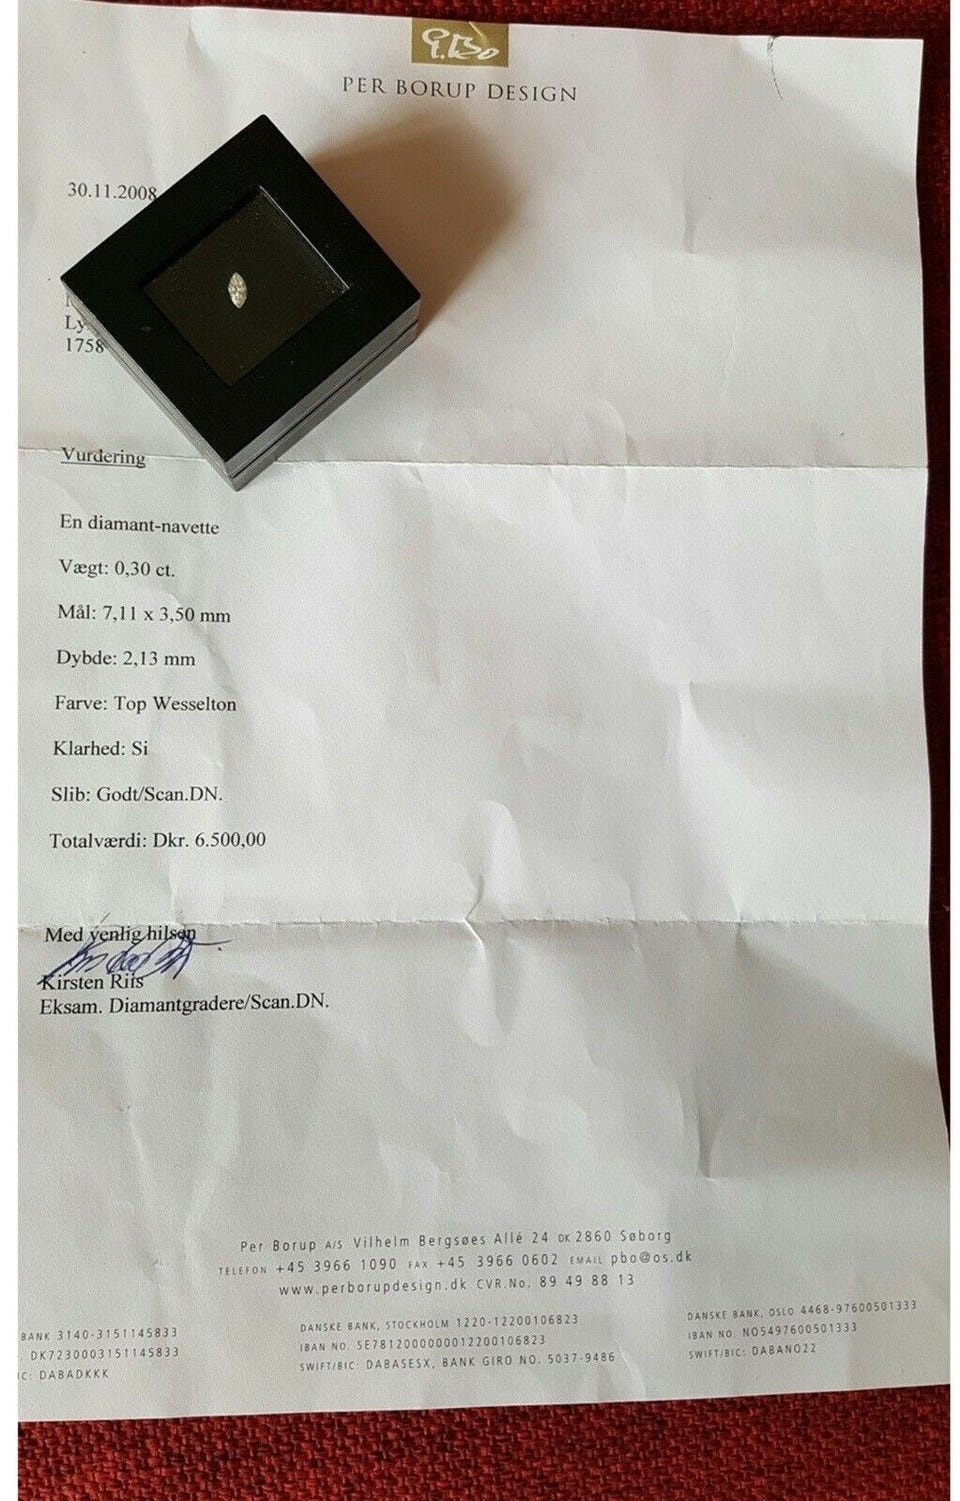 P.Bo
PER BORUP DESIGN
30.11.2008
Ly
1758
Vurdering
En diamant-navette
Vægt: 0,30 ct.
Mål: 7,11 x 3,50 mm
Dybde: 2,13 mm
Farve: Top Wesselton
Klarhed: Si
Slib: Godt/Scan.DN.
Totalværdi: Dkr. 6.500,00
Med venlig hilsen
Kirsten Riis
Eksam. Diamantgradere/Scan.DN.
Per Borup A/S Vilhelm Bergsøes Allé 24 DK 2860 Søborg
TELEFON +45 3966 1090 FAX +45 3966 0602 EMAIL pbo@os.dk
www.perborupdesign.dk CVR.No. 89 49 88 13
BANK 3140-3151145833
. DK7230003151145833
IC: DABADKKK
DANSKE BANK, STOCKHOLM 1220-12200106823
IBAN NO. SE7812000000012200106823
SWIFT/BIC: DABASESX, BANK GIRO NO. 5037-9486
DANSKE BANK, OSLO 4468-97600501333
IBAN NO. NO5497600501333
SWIFT/BIC: DABANO22